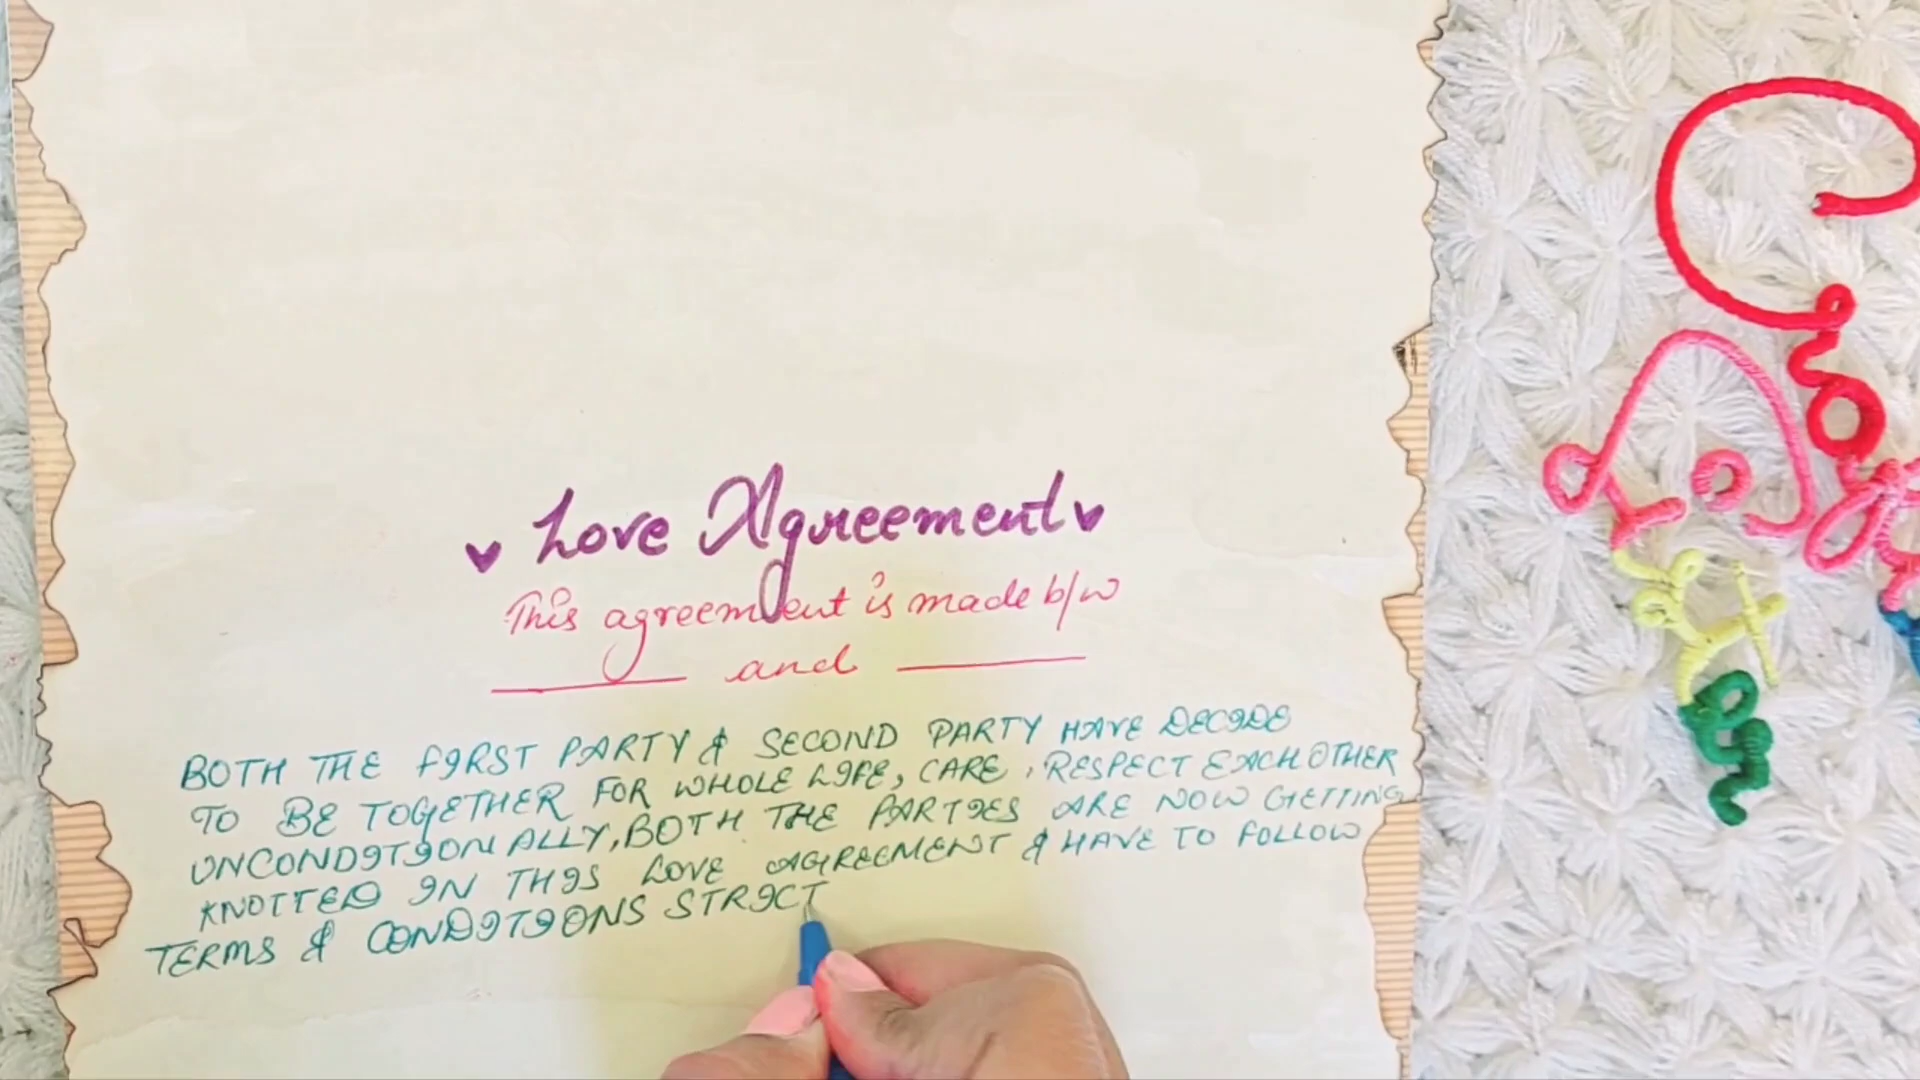 Love Agreement
This agreement is made b/w
______ and ______
BOTH THE FIRST PARTY & SECOND PARTY HAVE DECIDE
TO BE TOGETHER FOR WHOLE LIFE, CARE, RESPECT EACH OTHER
UNCONDITIONALLY, BOTH THE PARTIES ARE NOW GETTING
KNOTTED IN THIS LOVE AGREEMENT & HAVE TO FOLLOW
TERMS & CONDITIONS STRICT